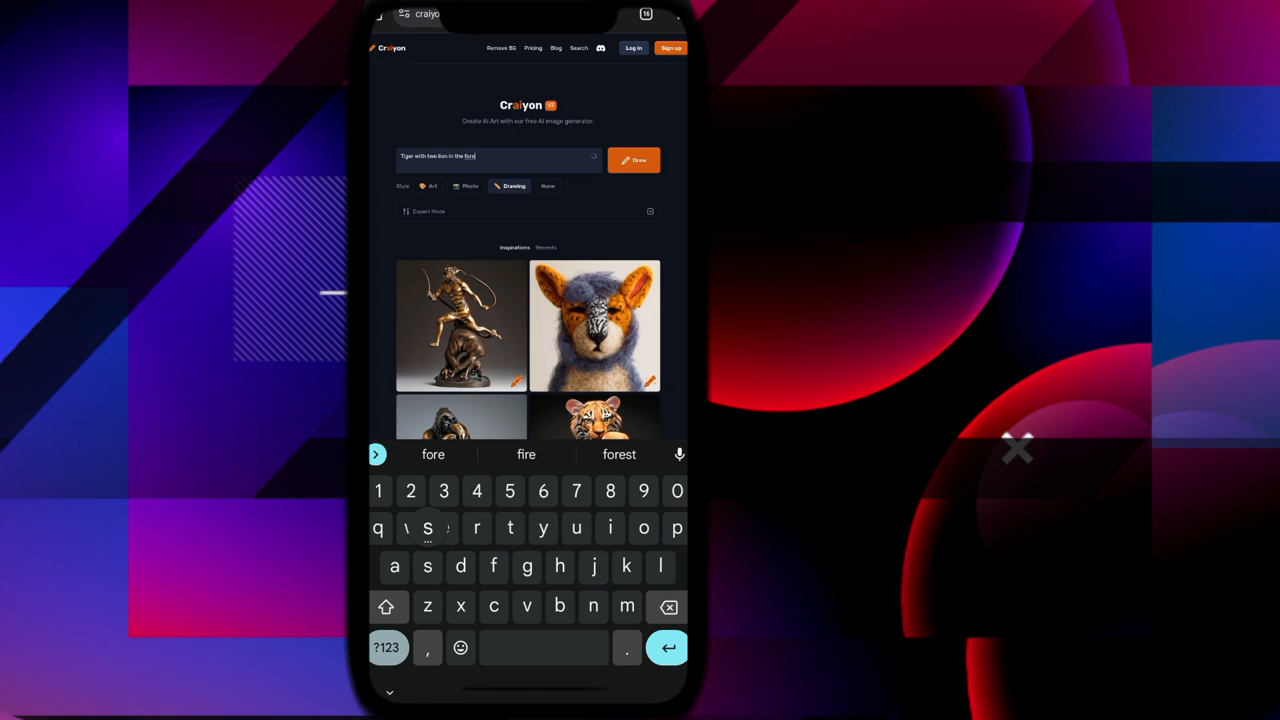 craiyo
16
Craiyon
Remove BG Pricing Blog Search Log in Sign up
Craiyon V3
Create AI Art with our free AI image generator.
Tiger with two lion in the fore
Draw
Style Art Photo Drawing None
Expert Mode
Inspirations Recents
fore fire forest
1 2 3 4 5 6 7 8 9 0
q s r t y u i o p
...
a s d f g h j k l
z x c v b n m
?123 , .